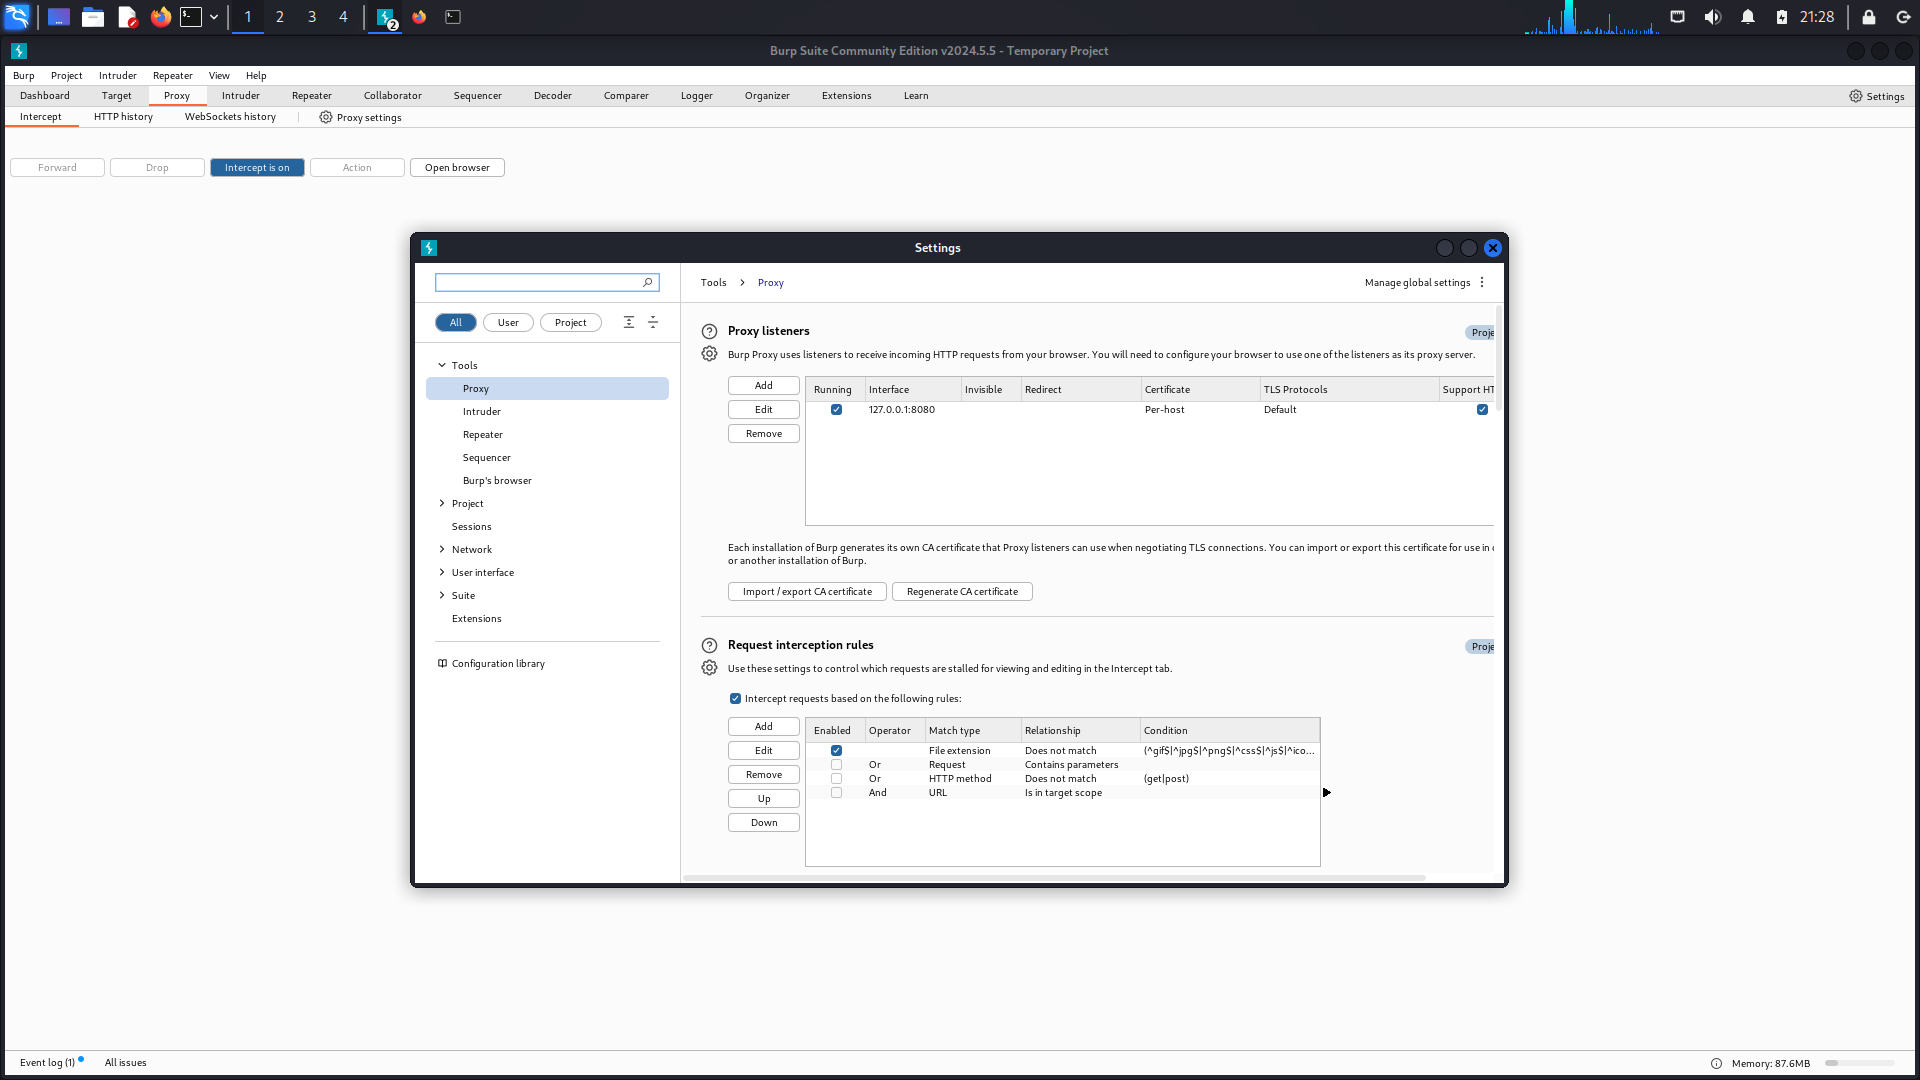 1 2 3 4 2 21:28
Burp Suite Community Edition v2024.5.5 - Temporary Project
Burp Project Intruder Repeater View Help
Dashboard Target Proxy Intruder Repeater Collaborator Sequencer Decoder Comparer Logger Organizer Extensions Learn Settings
Intercept HTTP history WebSockets history Proxy settings
Forward Drop Intercept is on Action Open browser
Settings
Tools > Proxy Manage global settings
All User Project
Tools
Proxy
Intruder
Repeater
Sequencer
Burp's browser
Project
Sessions
Network
User interface
Suite
Extensions
Configuration library
Proxy listeners Proje
Burp Proxy uses listeners to receive incoming HTTP requests from your browser. You will need to configure your browser to use one of the listeners as its proxy server.
Add
Edit
Remove
Running Interface Invisible Redirect Certificate TLS Protocols Support HT
127.0.0.1:8080 Per-host Default
Each installation of Burp generates its own CA certificate that Proxy listeners can use when negotiating TLS connections. You can import or export this certificate for use in
or another installation of Burp.
Import / export CA certificate Regenerate CA certificate
Request interception rules Proje
Use these settings to control which requests are stalled for viewing and editing in the Intercept tab.
Intercept requests based on the following rules:
Add
Edit
Remove
Up
Down
Enabled Operator Match type Relationship Condition
File extension Does not match (^gif$|^jpg$|^png$|^css$|^js$|^ico...
Or Request Contains parameters
Or HTTP method Does not match (get|post)
And URL Is in target scope
Event log (1) All issues Memory: 87.6MB